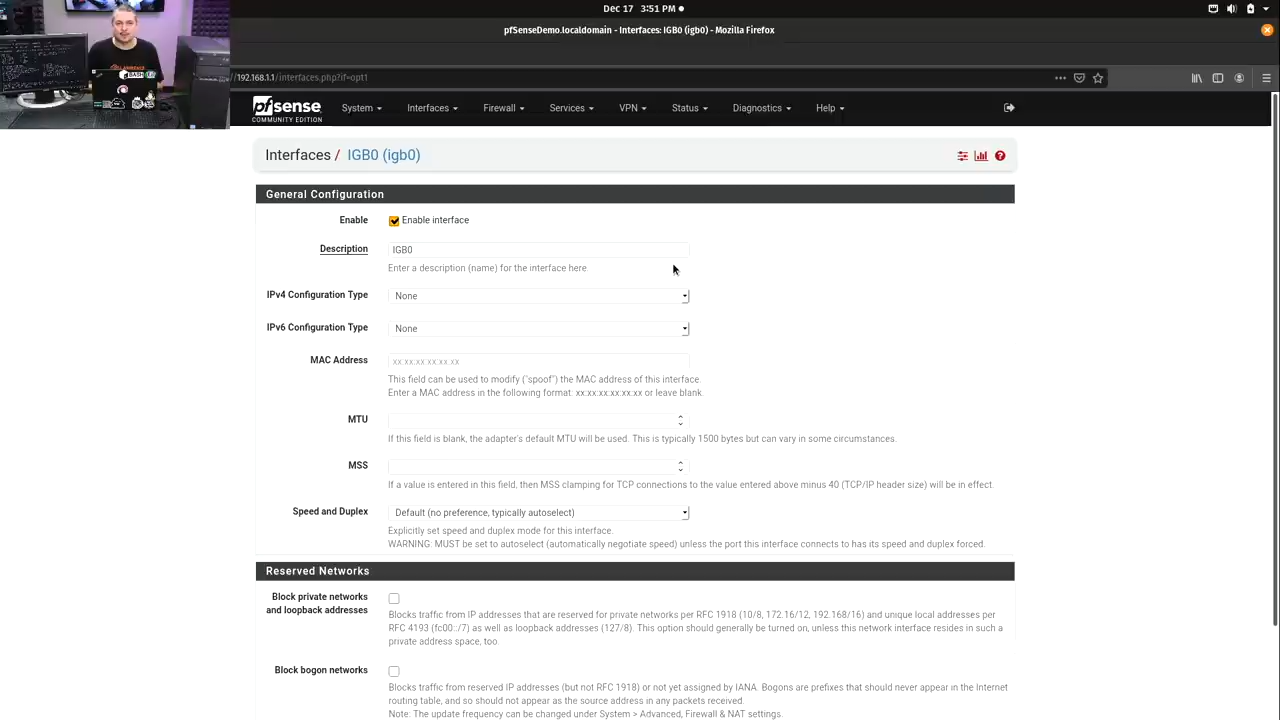 Dec 17 3:51 PM
pfSenseDemo.localdomain - Interfaces: IGB0 (igb0) - Mozilla Firefox
192.168.1.1/interfaces.php?if=opt1
pfsense
COMMUNITY EDITION
System Interfaces Firewall Services VPN Status Diagnostics Help
Interfaces / IGB0 (igb0)
General Configuration
Enable Enable interface
Description IGB0
Enter a description (name) for the interface here.
IPv4 Configuration Type None
IPv6 Configuration Type None
MAC Address xx:xx:xx:xx:xx:xx
This field can be used to modify ("spoof") the MAC address of this interface.
Enter a MAC address in the following format: xx:xx:xx:xx:xx:xx or leave blank.
MTU
If this field is blank, the adapter's default MTU will be used. This is typically 1500 bytes but can vary in some circumstances.
MSS
If a value is entered in this field, then MSS clamping for TCP connections to the value entered above minus 40 (TCP/IP header size) will be in effect.
Speed and Duplex Default (no preference, typically autoselect)
Explicitly set speed and duplex mode for this interface.
WARNING: MUST be set to autoselect (automatically negotiate speed) unless the port this interface connects to has its speed and duplex forced.
Reserved Networks
Block private networks
and loopback addresses
Blocks traffic from IP addresses that are reserved for private networks per RFC 1918 (10/8, 172.16/12, 192.168/16) and unique local addresses per
RFC 4193 (fc00::/7) as well as loopback addresses (127/8). This option should generally be turned on, unless this network interface resides in such a
private address space, too.
Block bogon networks
Blocks traffic from reserved IP addresses (but not RFC 1918) or not yet assigned by IANA. Bogons are prefixes that should never appear in the Internet
routing table, and so should not appear as the source address in any packets received.
Note: The update frequency can be changed under System > Advanced, Firewall & NAT settings.